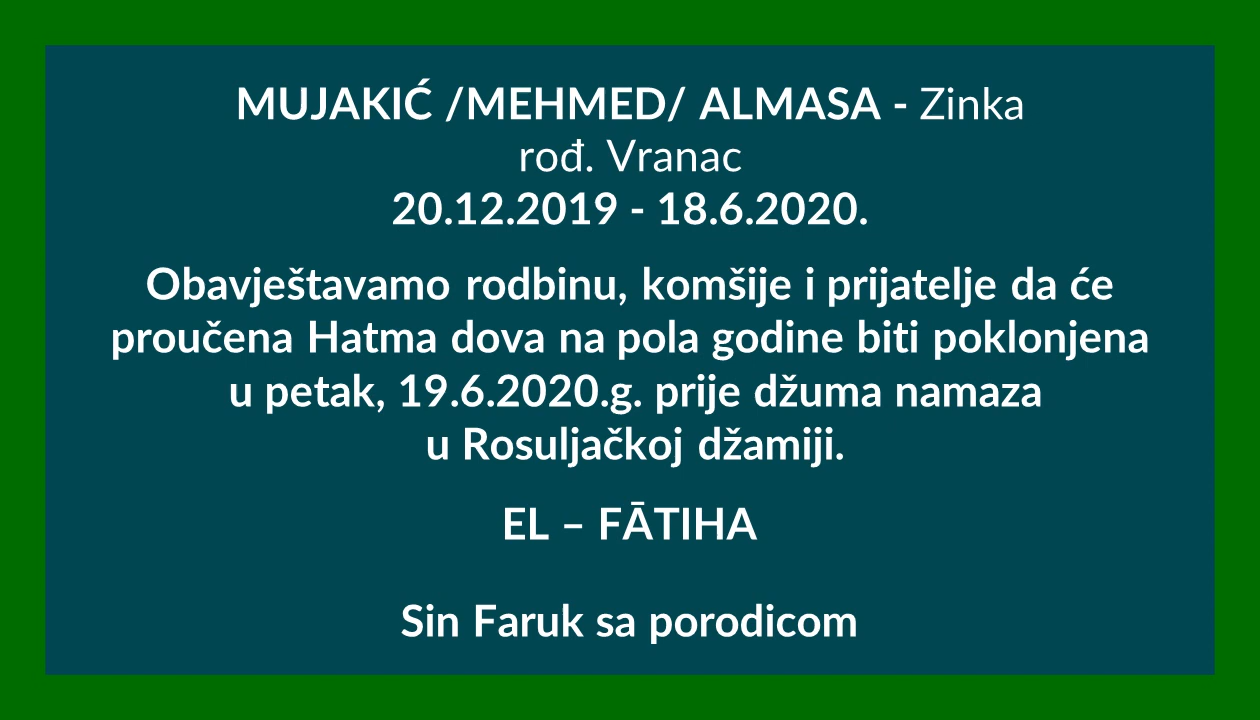 MUJAKIĆ /MEHMED/ ALMASA - Zinka
rođ. Vranac
20.12.2019 - 18.6.2020.
Obavještavamo rodbinu, komšije i prijatelje da će
proučena Hatma dova na pola godine biti poklonjena
u petak, 19.6.2020.g. prije džuma namaza
u Rosuljačkoj džamiji.
EL – FĀTIHA
Sin Faruk sa porodicom